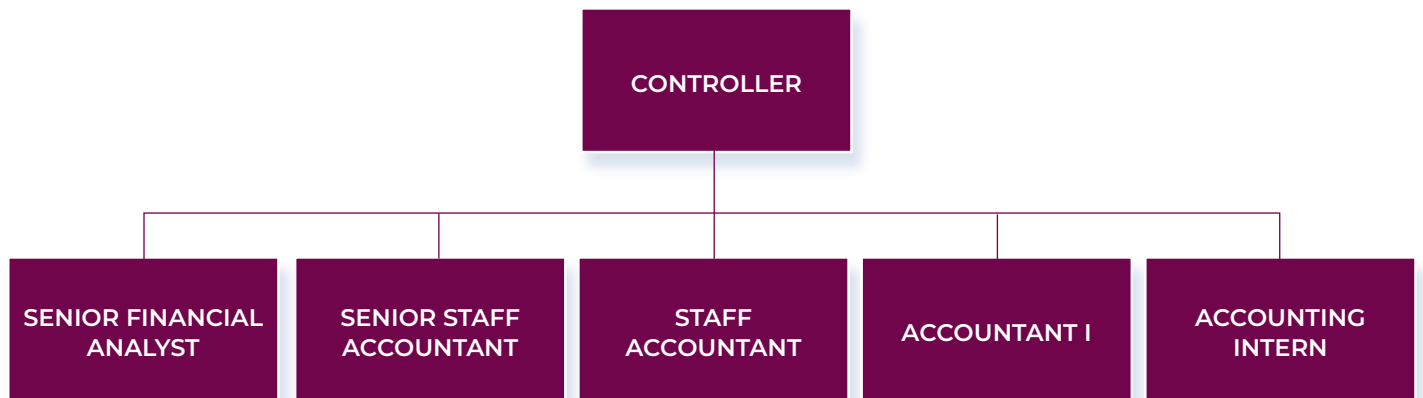 CONTROLLER
SENIOR FINANCIAL
ANALYST
SENIOR STAFF
ACCOUNTANT
STAFF
ACCOUNTANT
ACCOUNTANT I
ACCOUNTING
INTERN